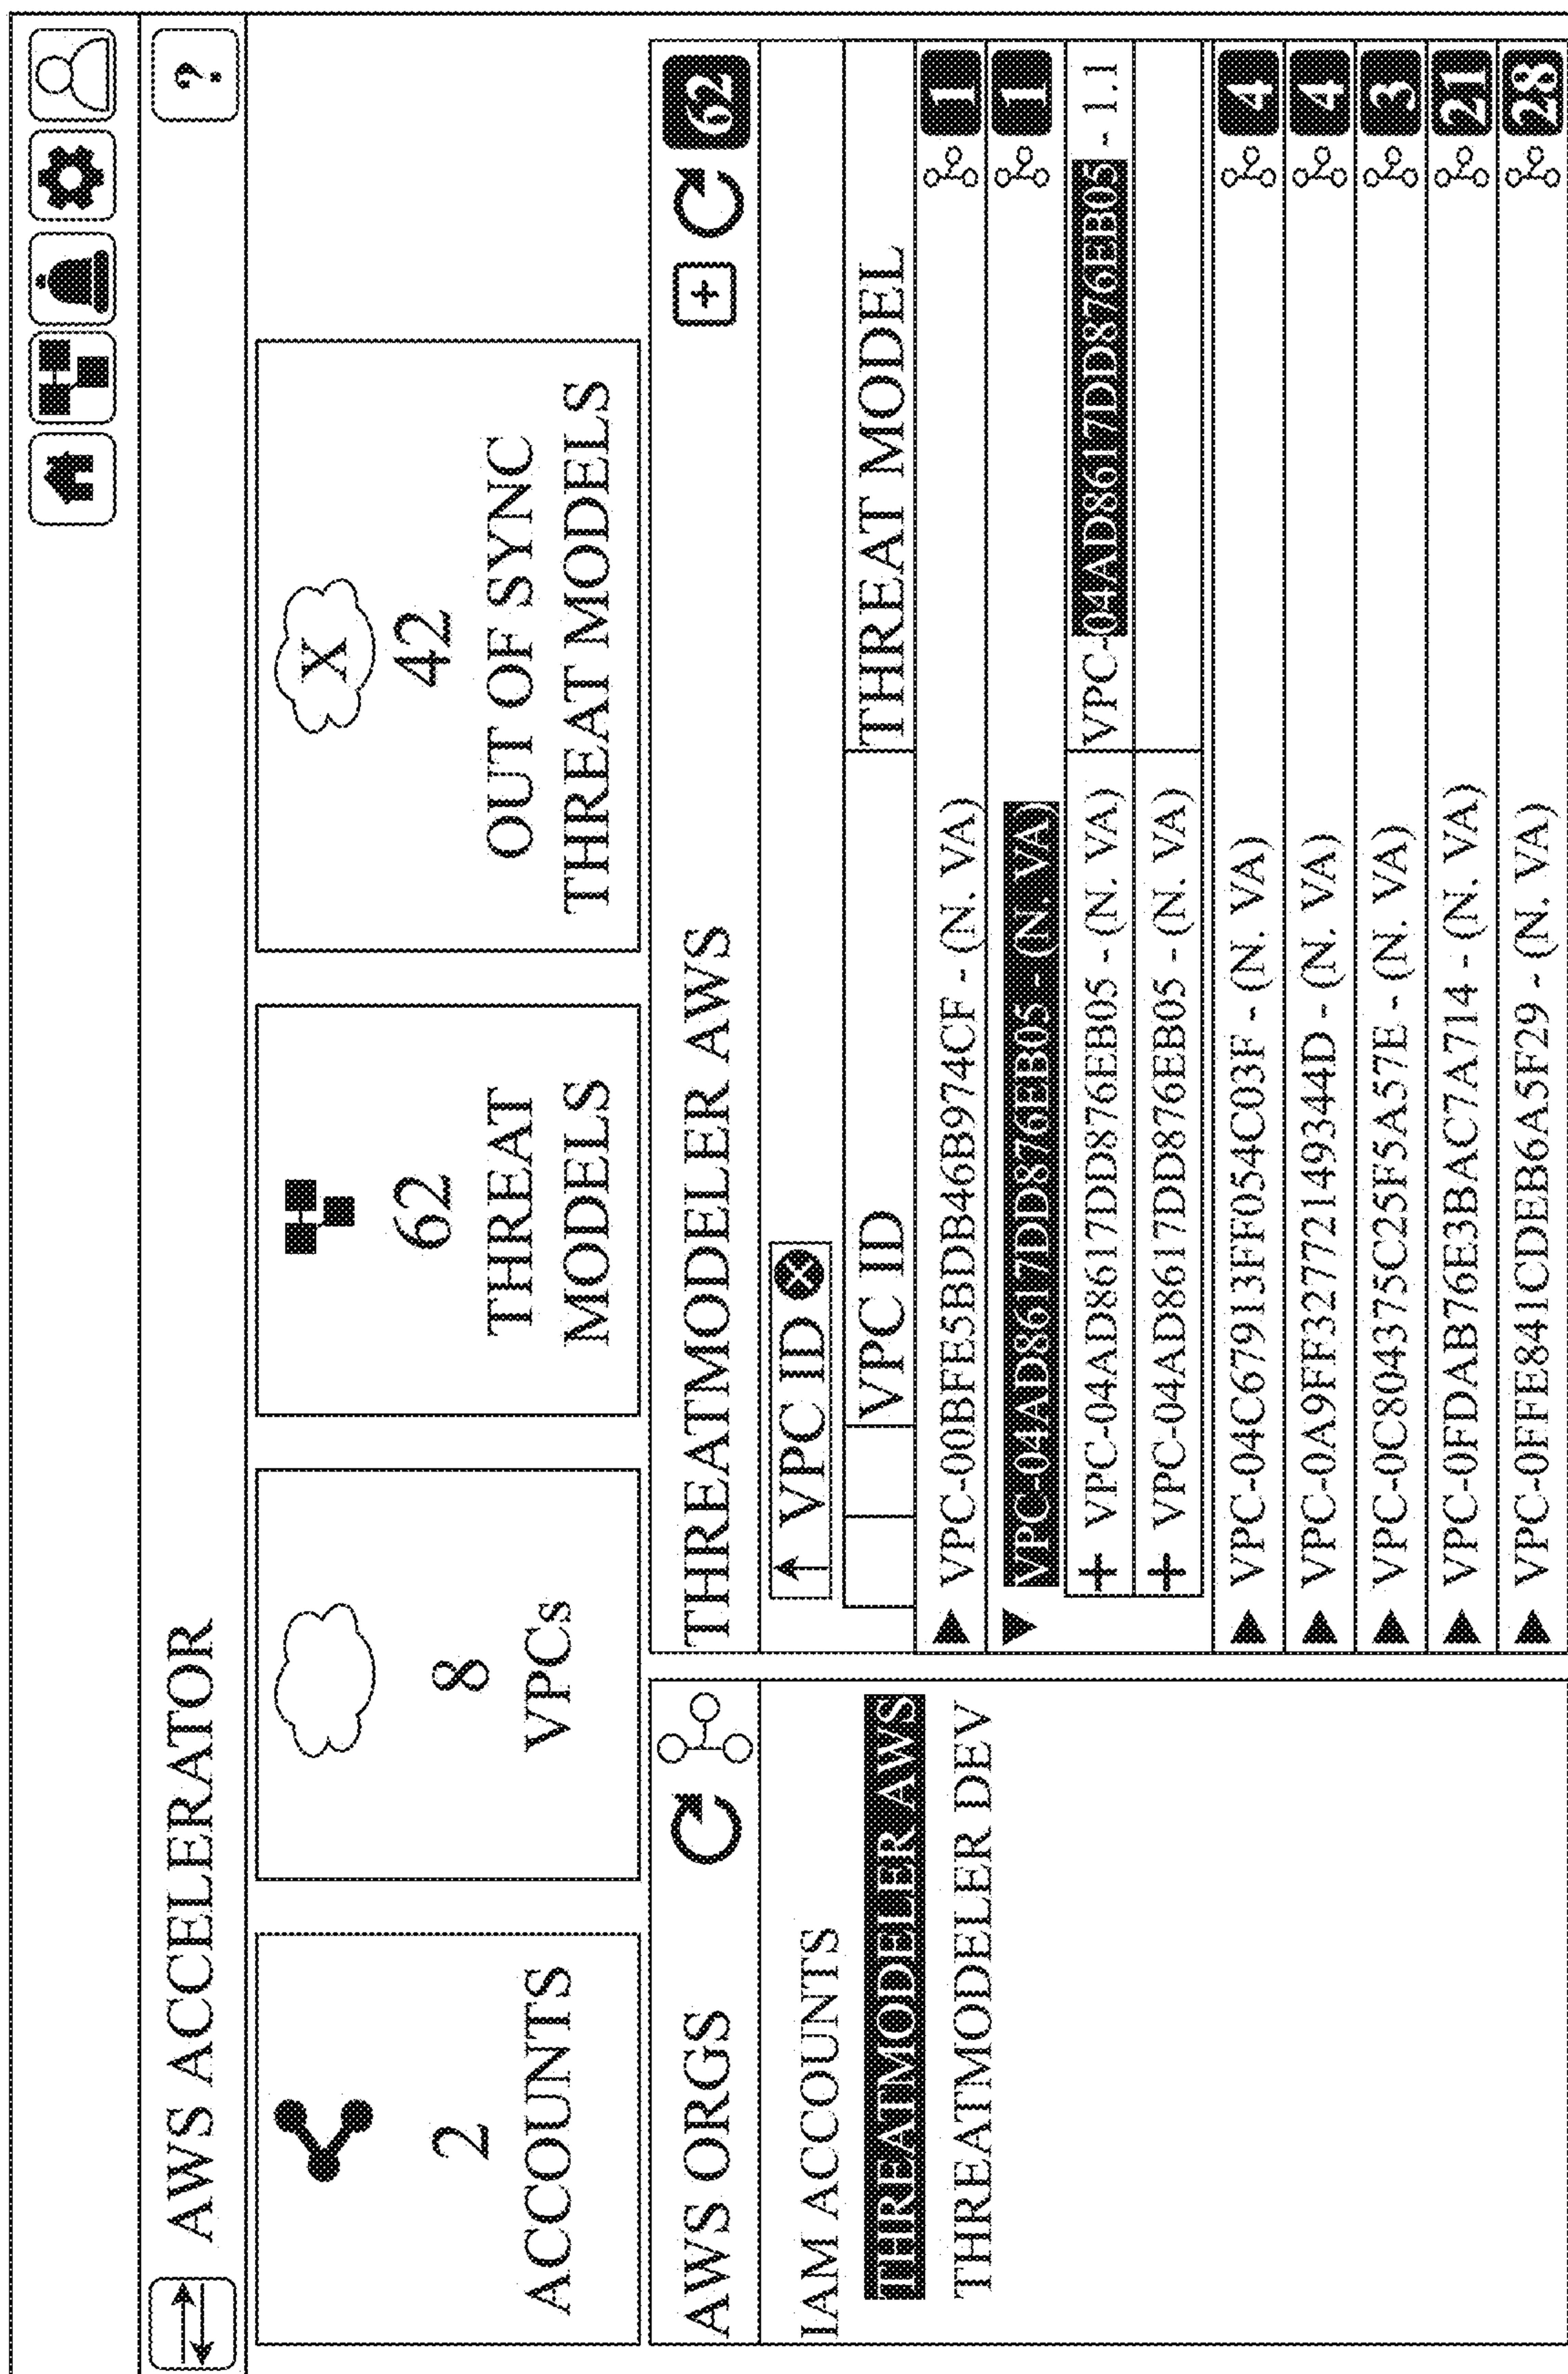 ?
AWS ACCELERATOR
2
ACCOUNTS
8
VPCs
62
THREAT
MODELS
X
42
OUT OF SYNC
THREAT MODELS
AWS ORGS
IAM ACCOUNTS
THREATMODELER AWS
THREATMODELER DEV
THREATMODELER AWS + 62
VPC ID
VPC ID THREAT MODEL
VPC-00BFE5BDB46B974CF - (N. VA) 1
VPC-04AD8617DD876EB05 - (N. VA) 1
+ VPC-04AD8617DD876EB05 - (N. VA) VPC-04AD8617DD876EB05 - 1.1
+ VPC-04AD8617DD876EB05 - (N. VA)
VPC-04C67913FF054C03F - (N. VA) 4
VPC-0A9FF32772149344D - (N. VA) 4
VPC-0C804375C25F5A57E - (N. VA) 3
VPC-0FDAB76E3BAC7A714 - (N. VA) 21
VPC-0FFE841CDEB6A5F29 - (N. VA) 28